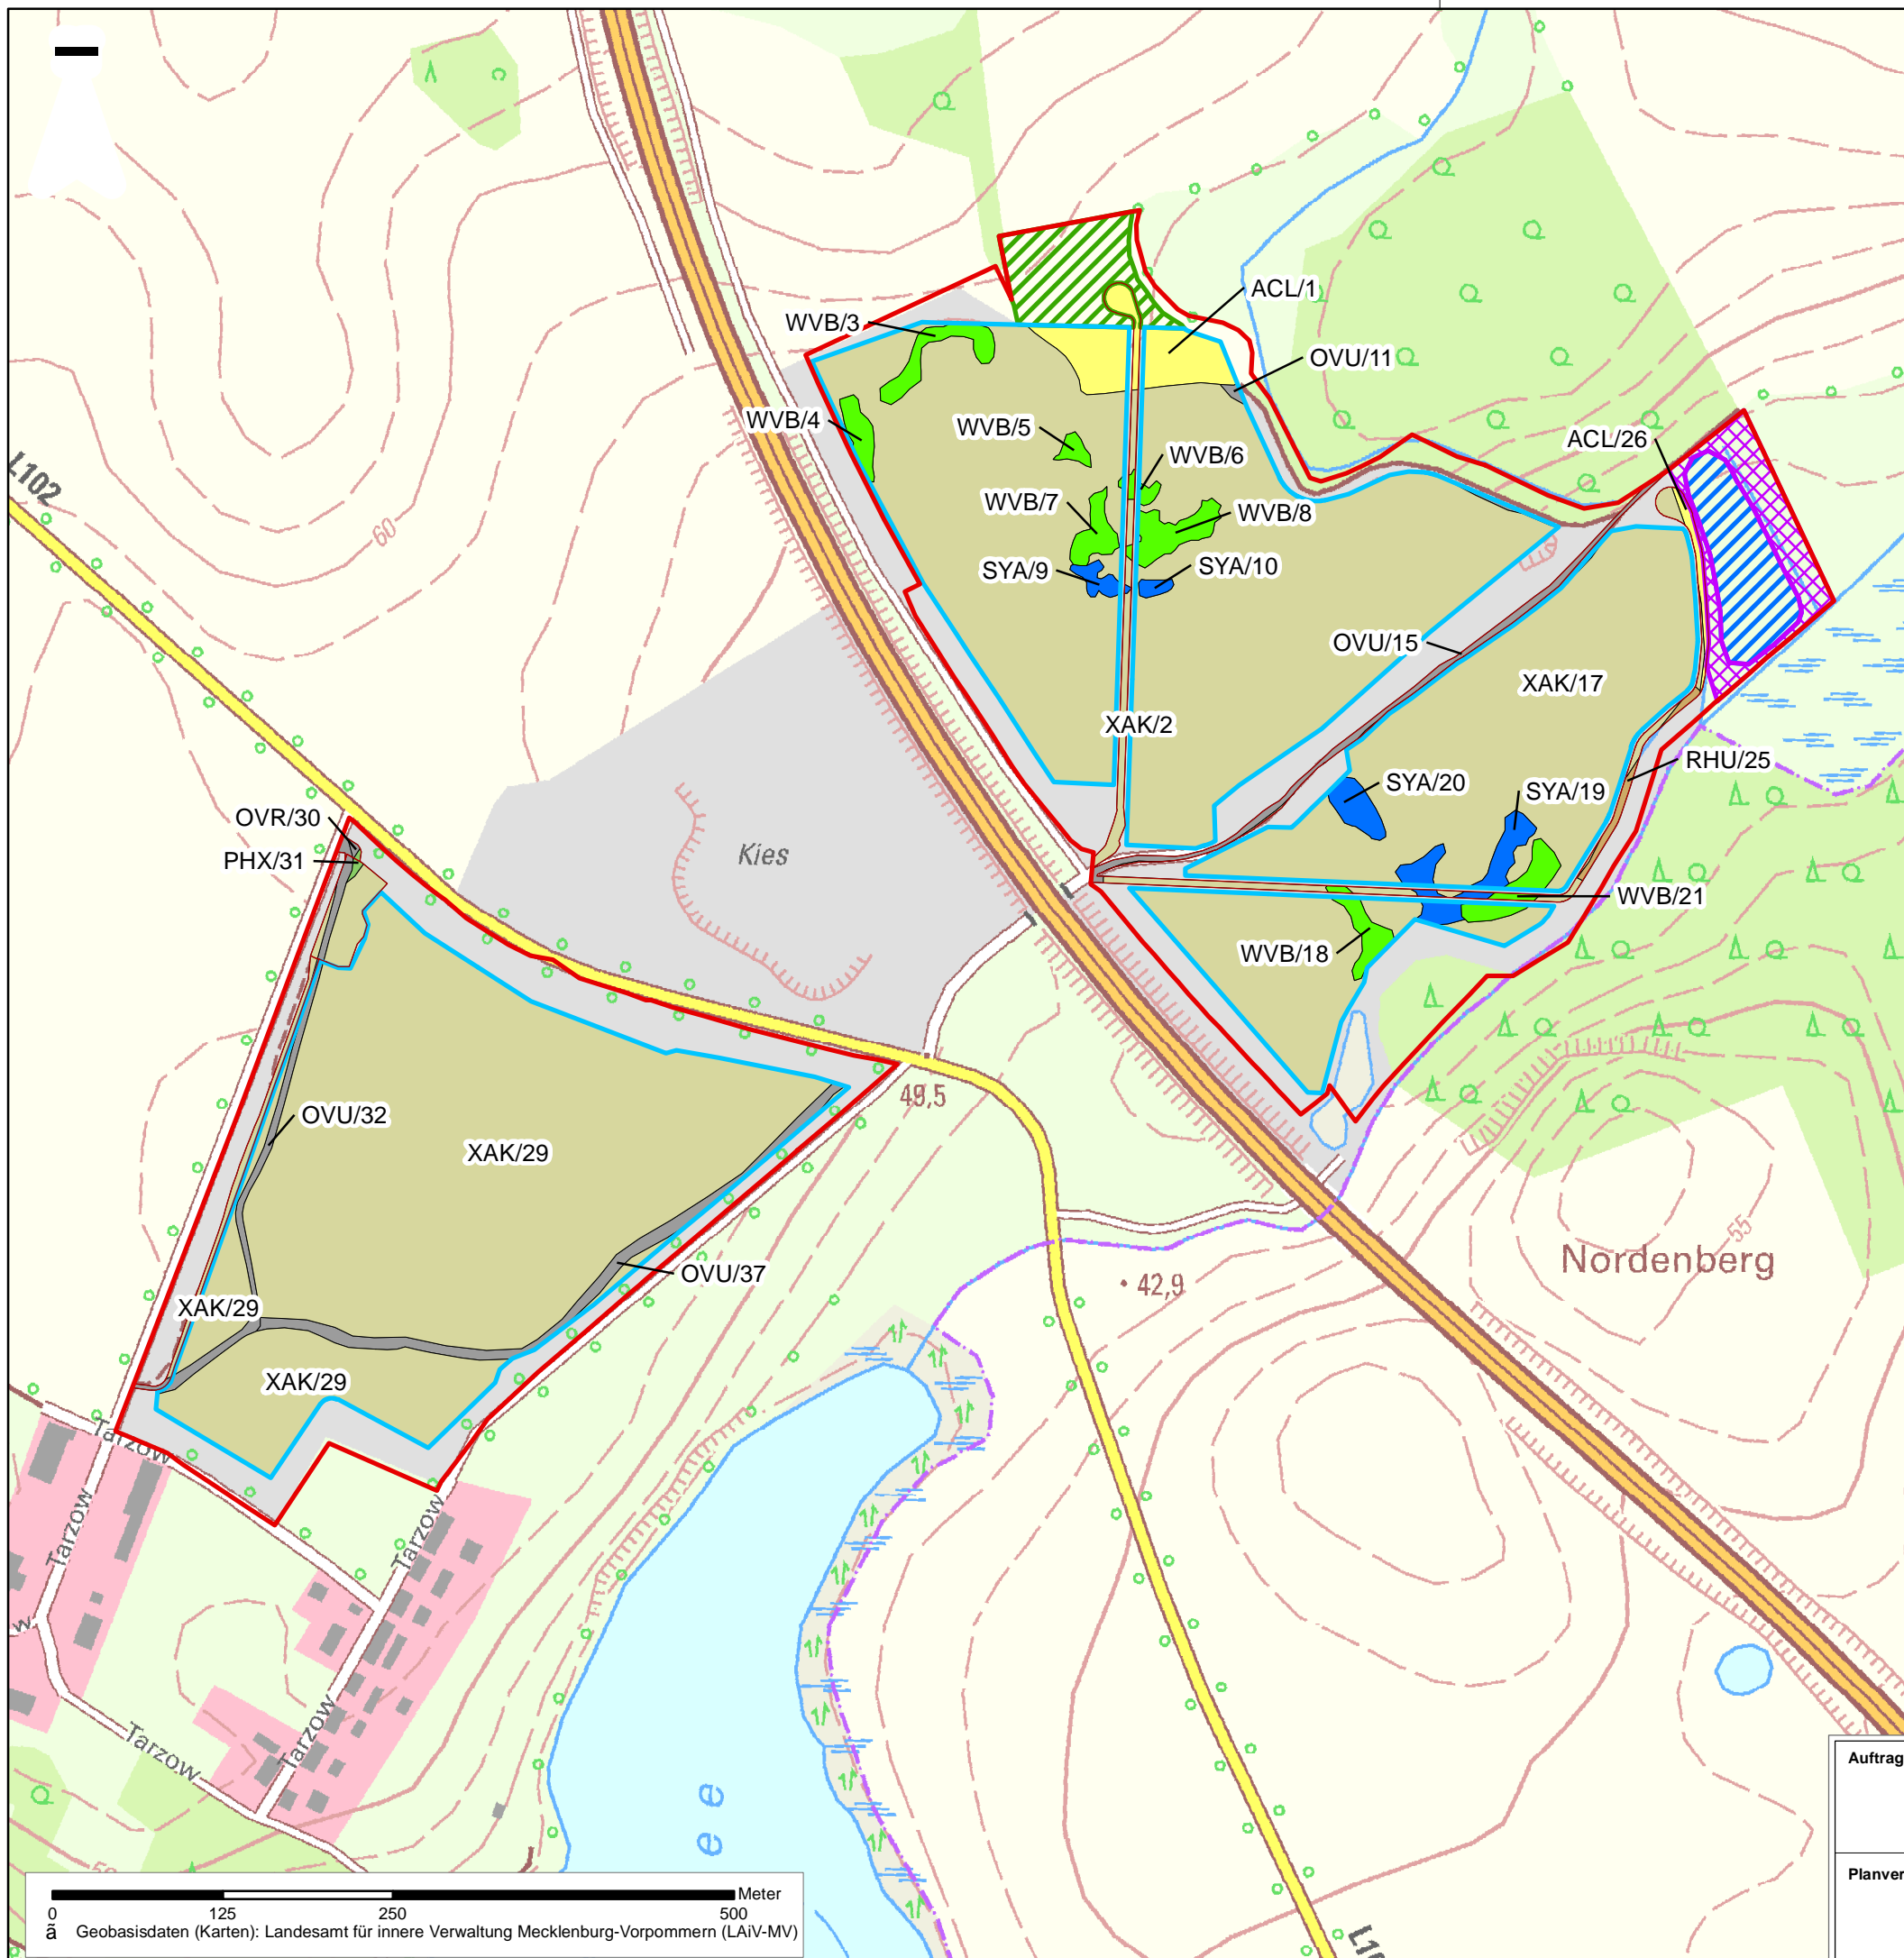 ACL/1
WVB/3
OVU/11
WVB/4
WVB/5
ACL/26
WVB/6
L102
WVB/7
WVB/8
60
SYA/9
SYA/10
OVU/15
XAK/17
XAK/2
RHU/25
SYA/20
SYA/19
OVR/30
Kies
PHX/31
WVB/21
WVB/18
49,5
OVU/32
XAK/29
55
Nordenberg
OVU/37
42,9
XAK/29
XAK/29
Tarzow
Tarzow
Tarzow
Tarzow
Tarzow
w
e e
Auftrag
Planver
Meter
0 125 250 500
ã Geobasisdaten (Karten): Landesamt für innere Verwaltung Mecklenburg-Vorpommern (LAiV-MV)